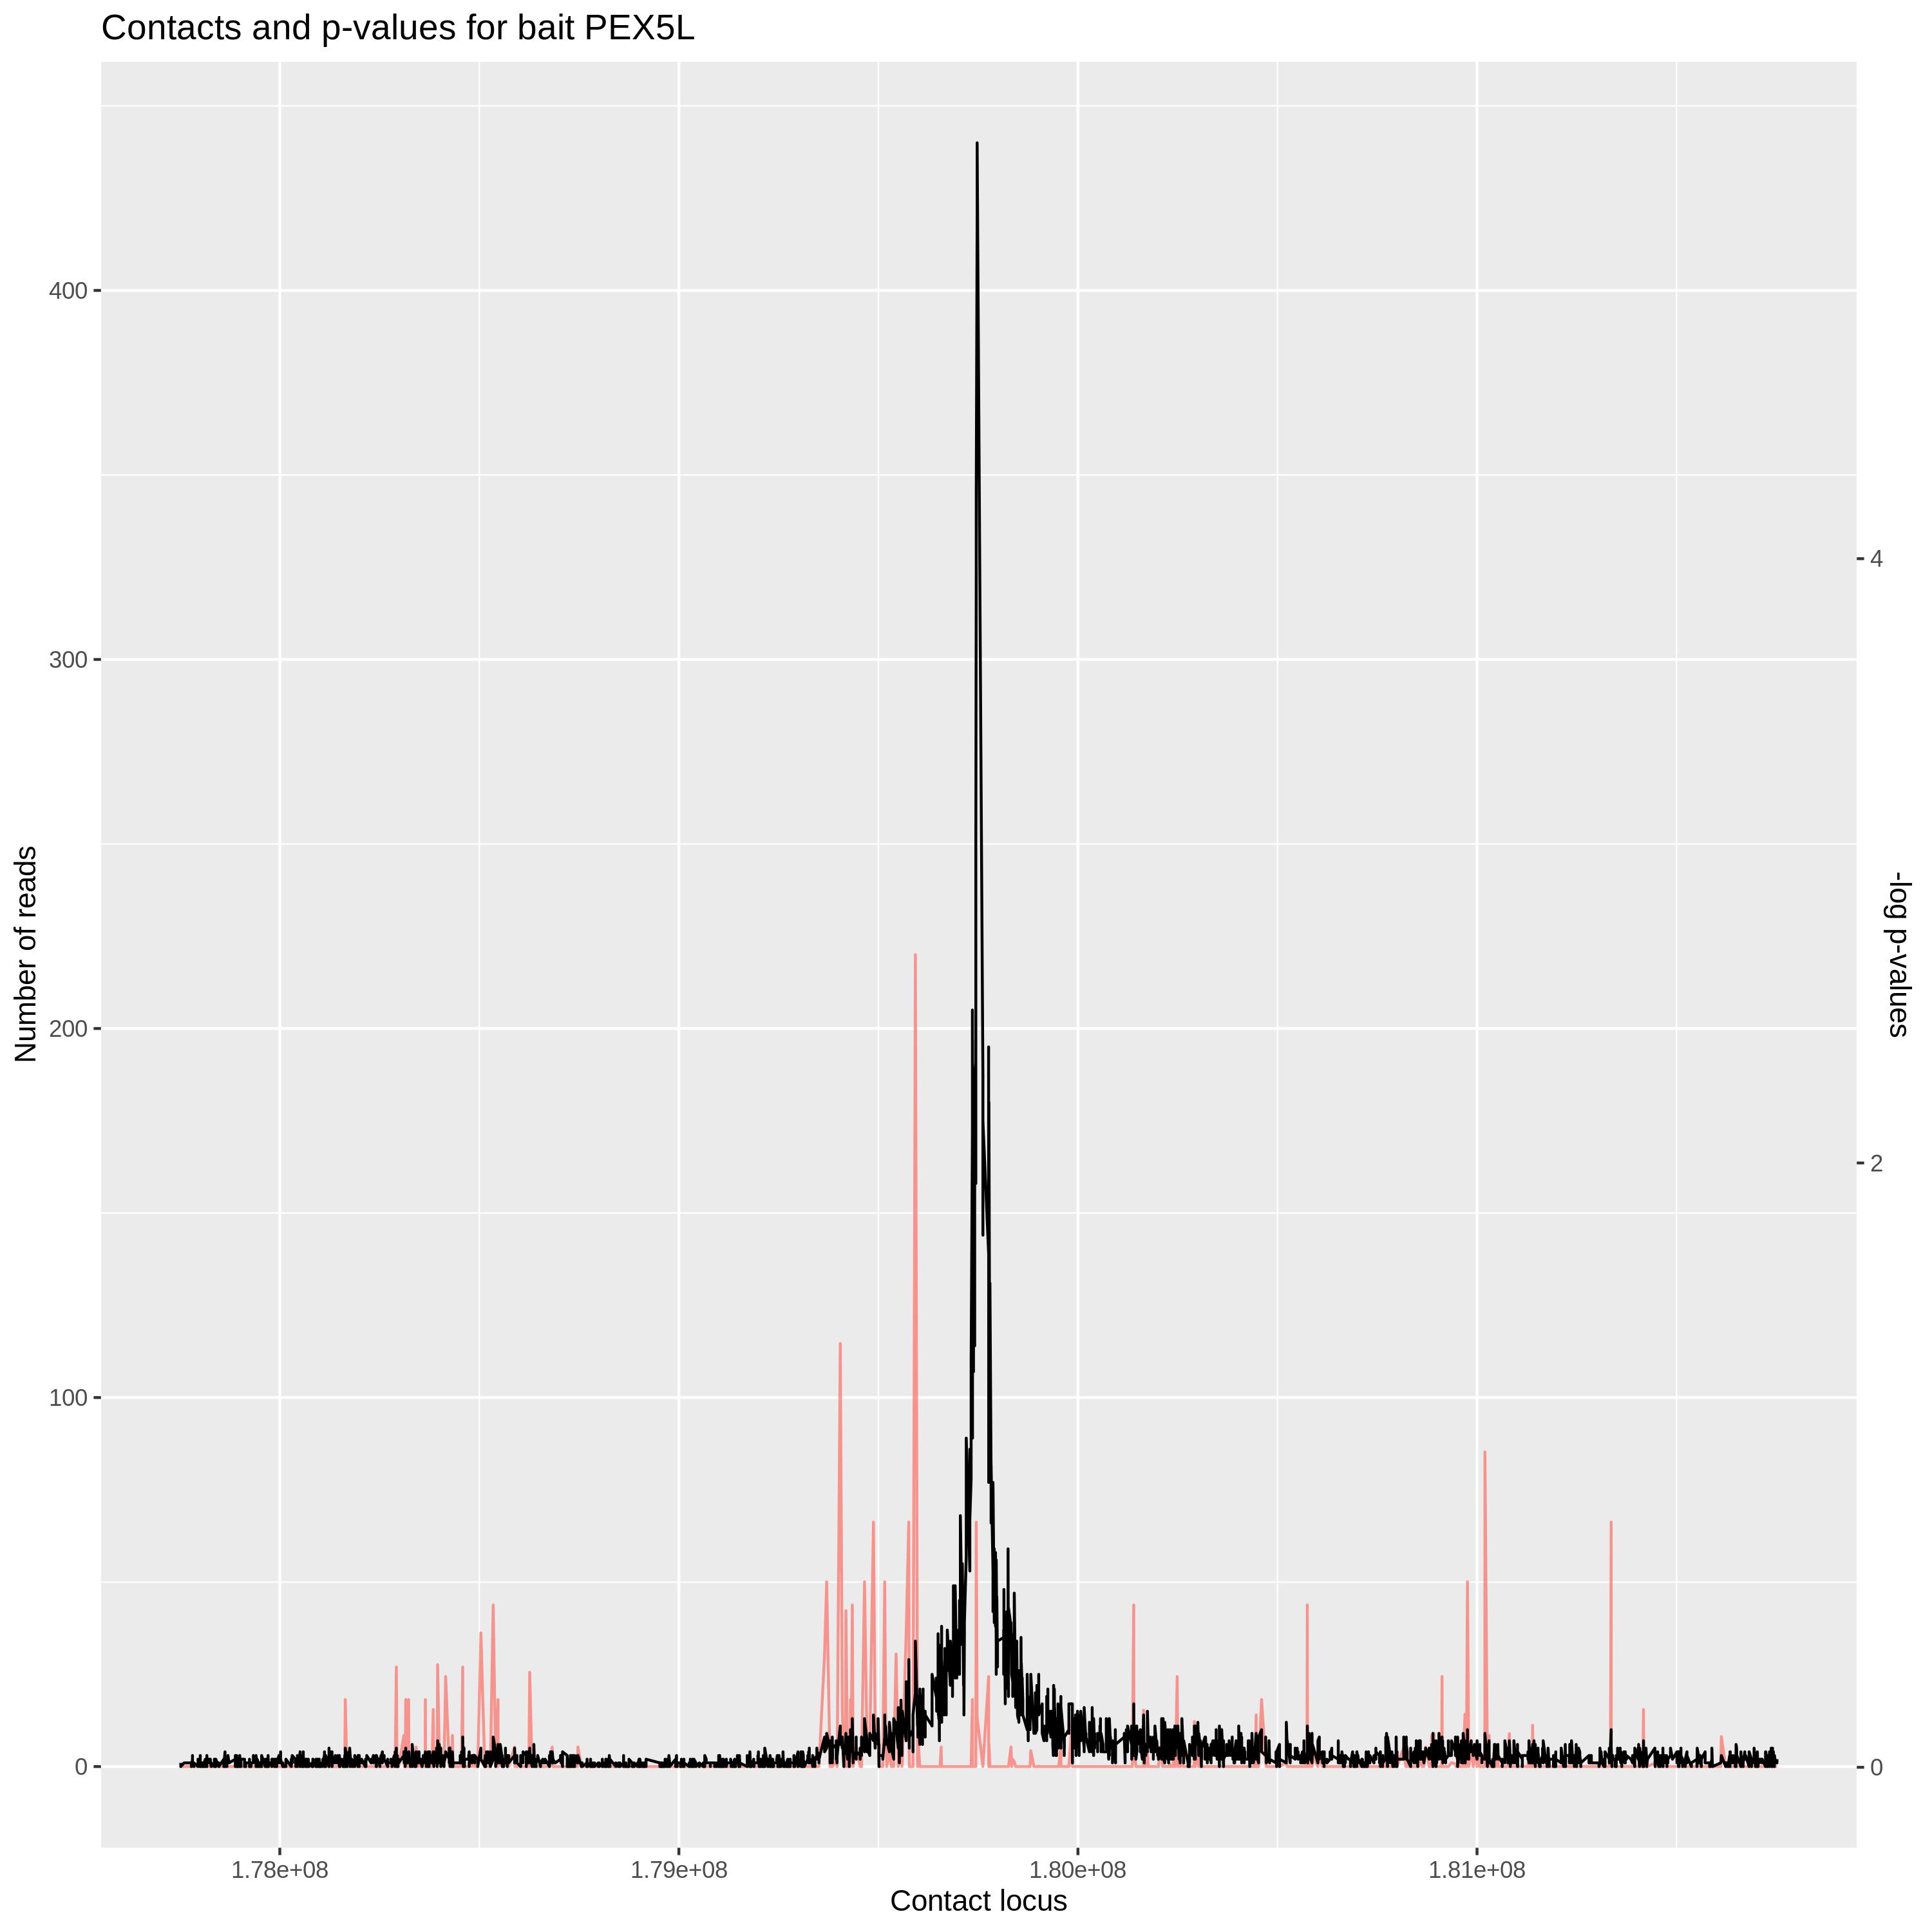 Contacts and p-values for bait PEX5L
400
300
200
100
0
Number of reads
4
2
0
-log p-values
1.78e+08
1.79e+08
1.80e+08
1.81e+08
Contact locus